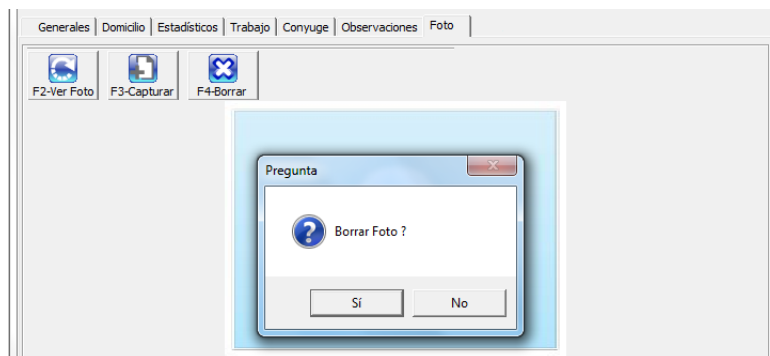 Generales Domicilio Estadísticos Trabajo Conyuge Observaciones Foto
F2-Ver Foto F3-Capturar F4-Borrar
Pregunta
Borrar Foto ?
Sí No